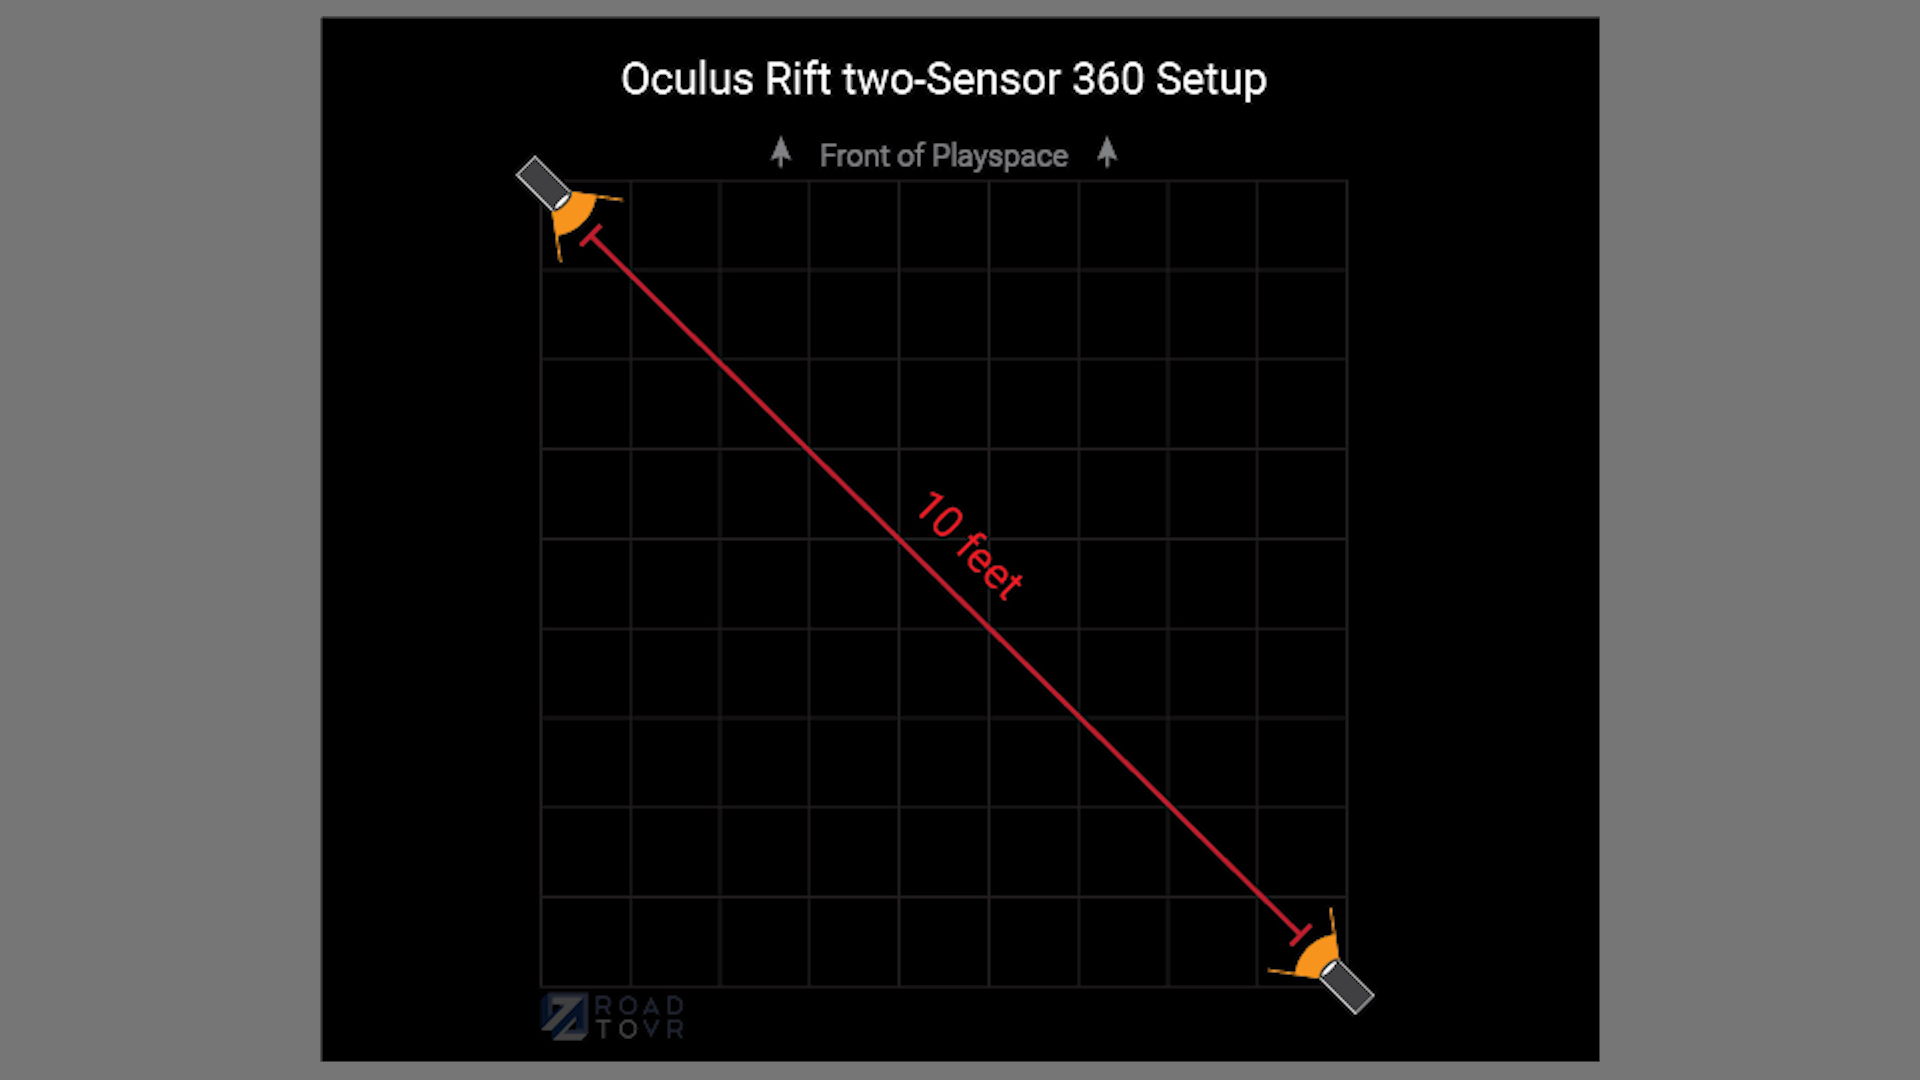 Oculus Rift two-Sensor 360 Setup
Front of Playspace
10 feet
ROAD
TOVR